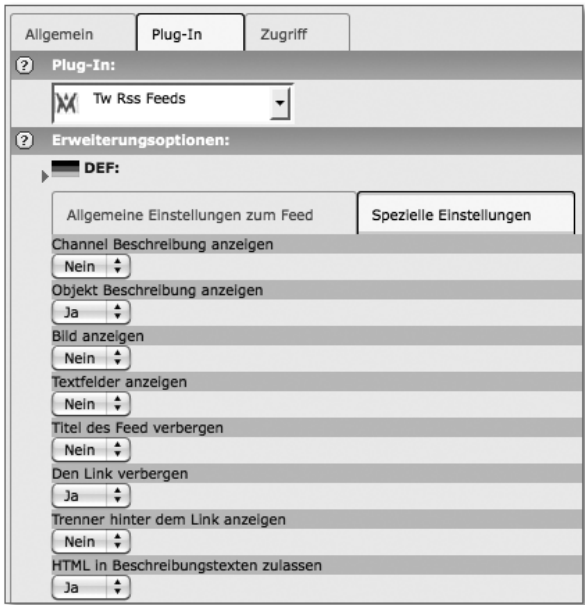 Allgemein Plug-In Zugriff
Plug-In:
Tw Rss Feeds
Erweiterungsoptionen:
DEF:
Allgemeine Einstellungen zum Feed Spezielle Einstellungen
Channel Beschreibung anzeigen
Nein
Objekt Beschreibung anzeigen
Ja
Bild anzeigen
Nein
Textfelder anzeigen
Nein
Titel des Feed verbergen
Nein
Den Link verbergen
Ja
Trenner hinter dem Link anzeigen
Nein
HTML in Beschreibungstexten zulassen
Ja